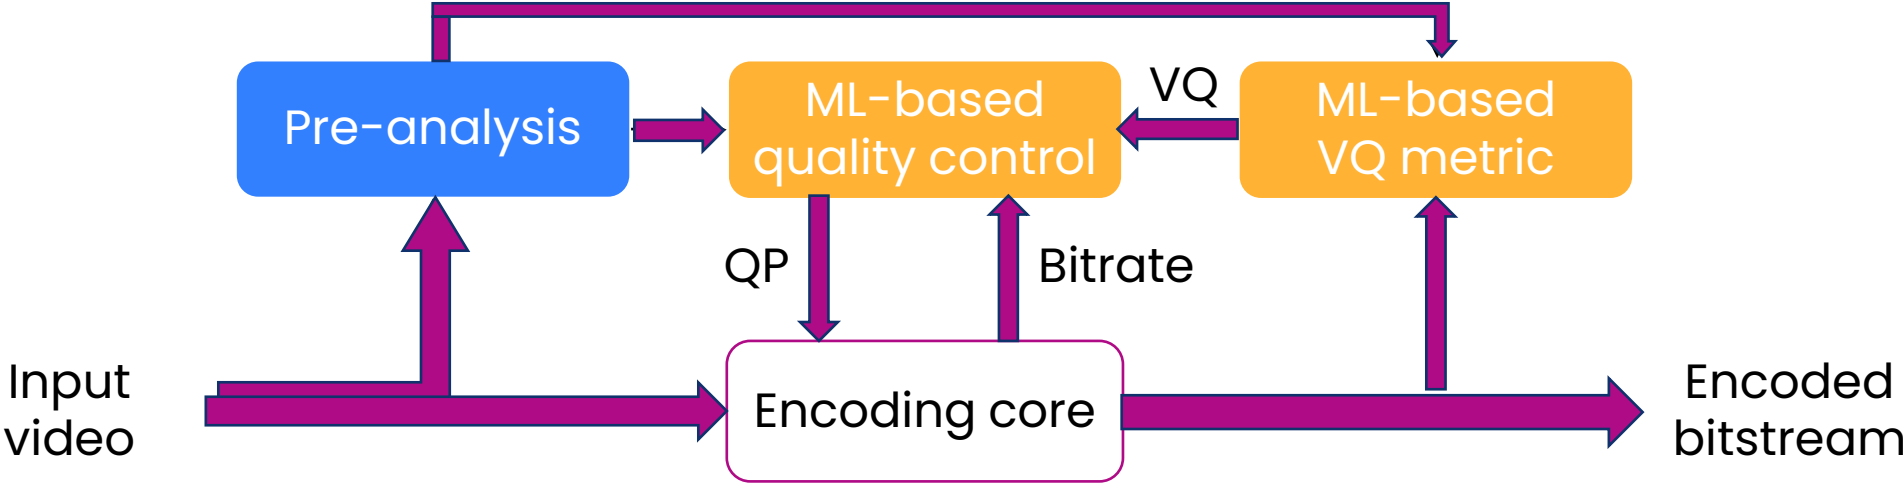 Pre-analysis
ML-based
quality control
VQ
ML-based
VQ metric
QP
Bitrate
Input
video
Encoding core
Encoded
bitstream